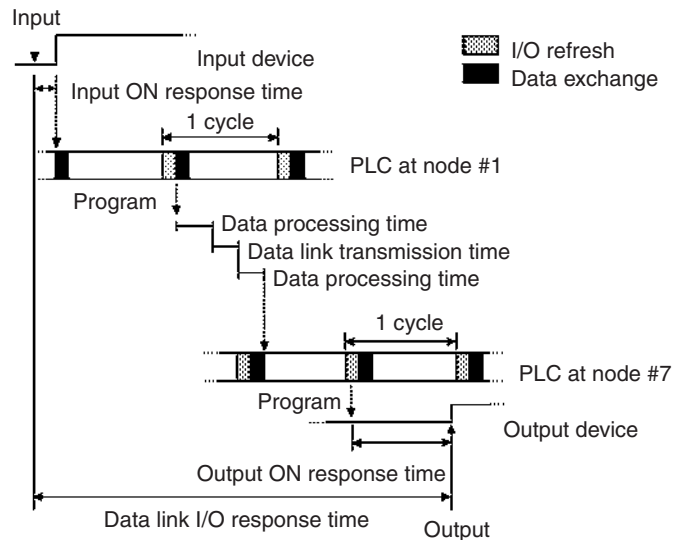 Input
Input device
I/O refresh
Data exchange
Input ON response time
1 cycle
PLC at node #1
Program
Data processing time
Data link transmission time
Data processing time
1 cycle
PLC at node #7
Program
Output device
Output ON response time
Data link I/O response time
Output